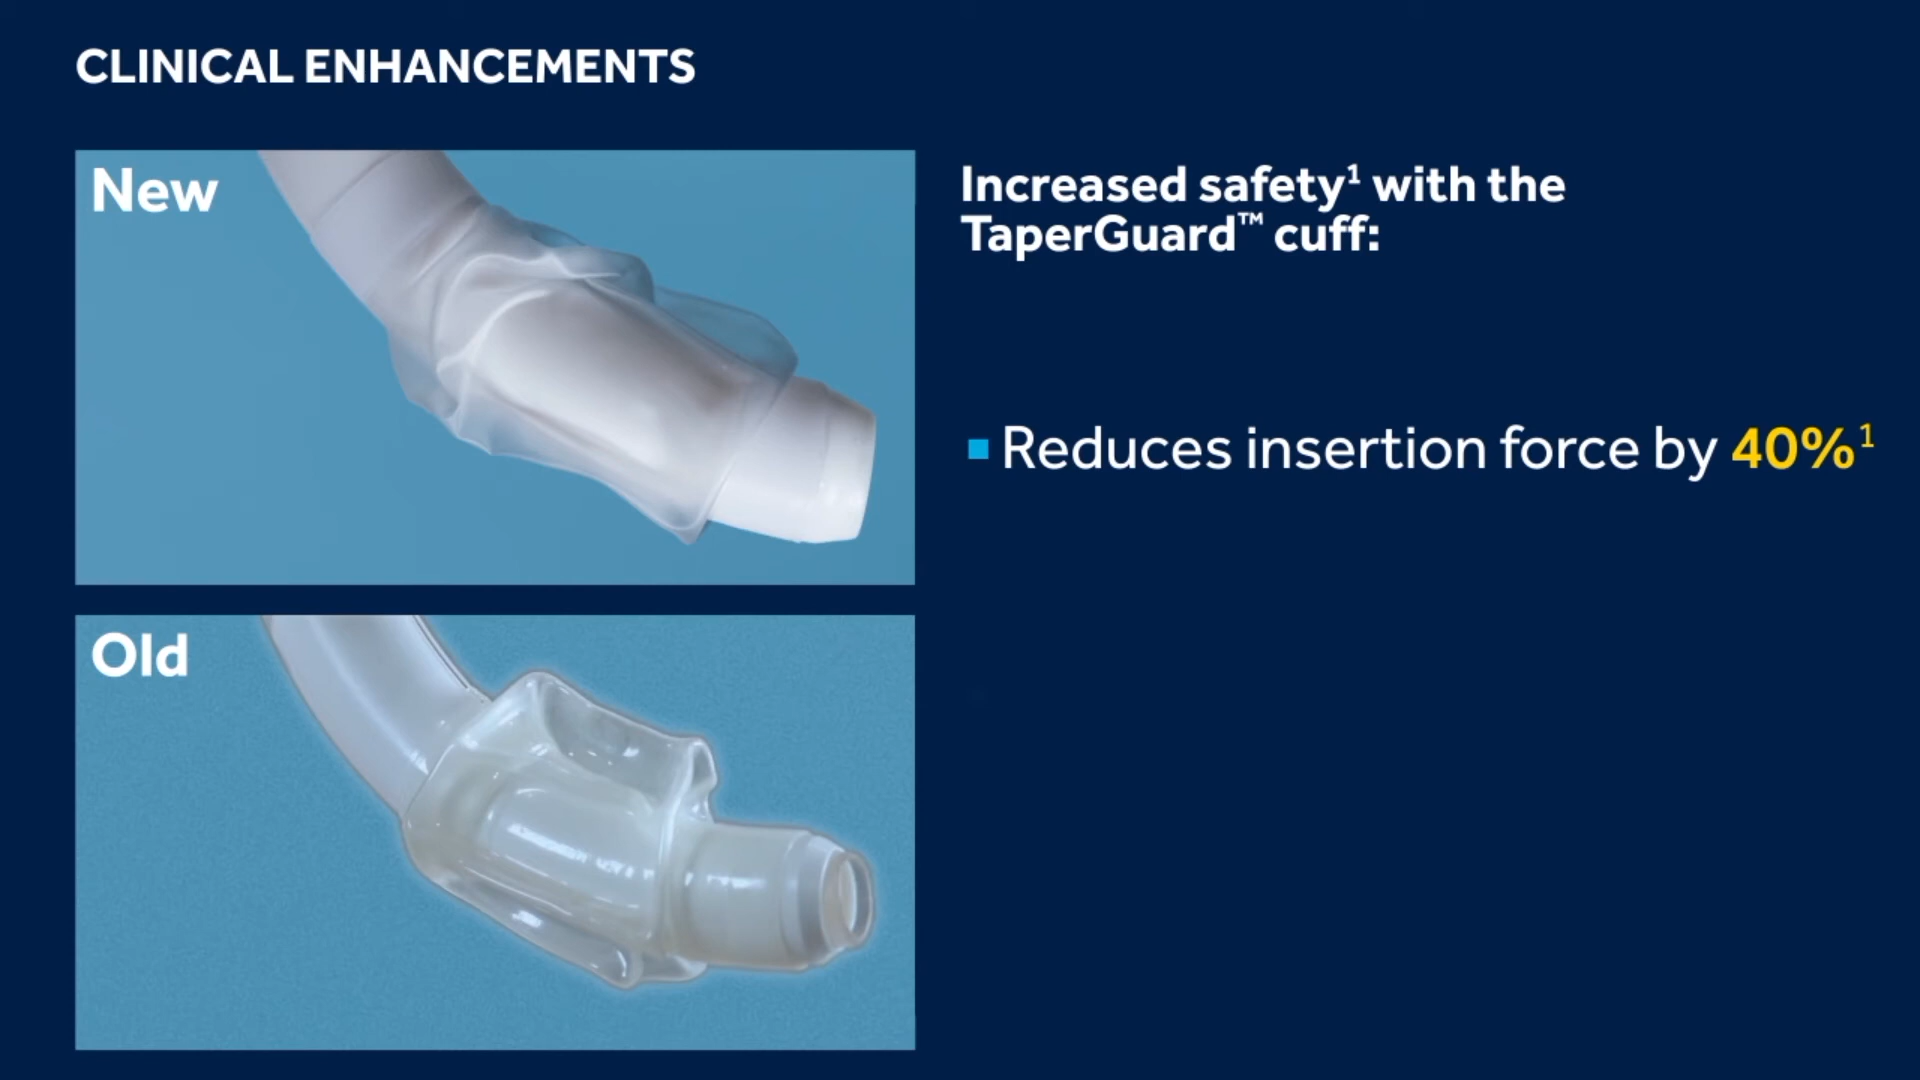 CLINICAL ENHANCEMENTS
New
Increased safety¹ with the
TaperGuard™ cuff:
Reduces insertion force by 40%¹
Old